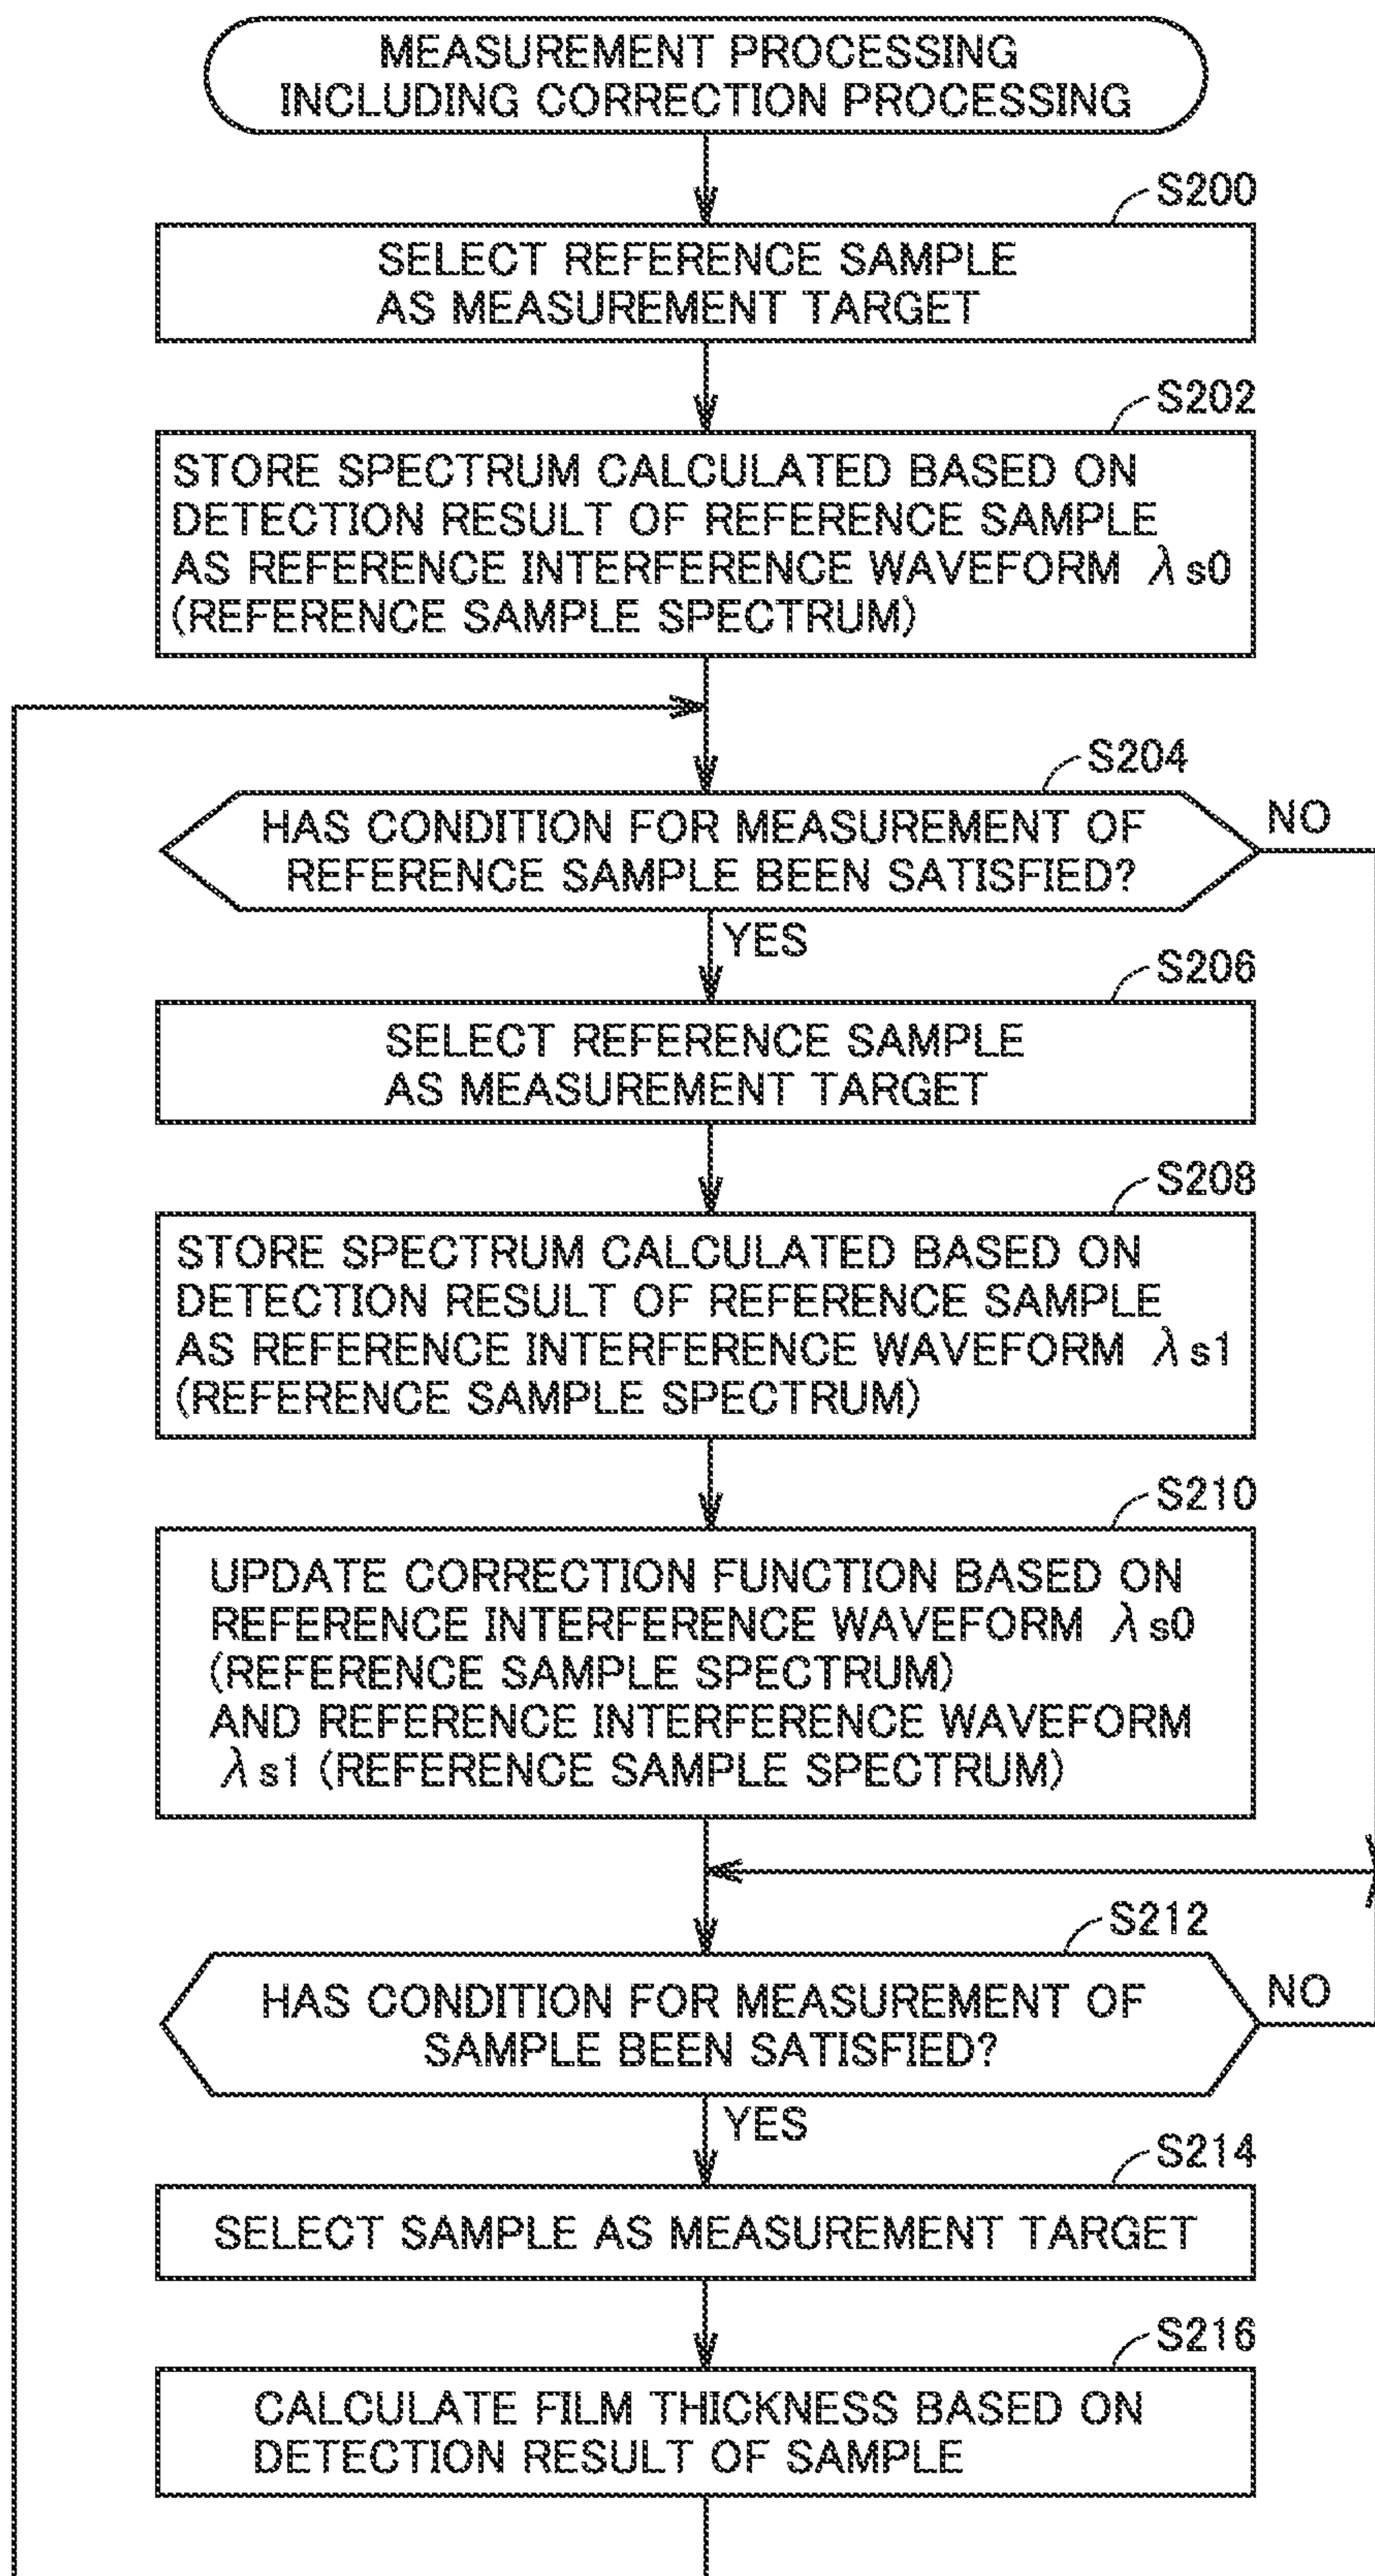 MEASUREMENT PROCESSING
INCLUDING CORRECTION PROCESSING
S200
SELECT REFERENCE SAMPLE
AS MEASUREMENT TARGET
S202
STORE SPECTRUM CALCULATED BASED ON
DETECTION RESULT OF REFERENCE SAMPLE
AS REFERENCE INTERFERENCE WAVEFORM λs0
(REFERENCE SAMPLE SPECTRUM)
S204
HAS CONDITION FOR MEASUREMENT OF
REFERENCE SAMPLE BEEN SATISFIED?
NO
YES
S206
SELECT REFERENCE SAMPLE
AS MEASUREMENT TARGET
S208
STORE SPECTRUM CALCULATED BASED ON
DETECTION RESULT OF REFERENCE SAMPLE
AS REFERENCE INTERFERENCE WAVEFORM λs1
(REFERENCE SAMPLE SPECTRUM)
S210
UPDATE CORRECTION FUNCTION BASED ON
REFERENCE INTERFERENCE WAVEFORM λs0
(REFERENCE SAMPLE SPECTRUM)
AND REFERENCE INTERFERENCE WAVEFORM
λs1 (REFERENCE SAMPLE SPECTRUM)
S212
HAS CONDITION FOR MEASUREMENT OF
SAMPLE BEEN SATISFIED?
NO
YES
S214
SELECT SAMPLE AS MEASUREMENT TARGET
S216
CALCULATE FILM THICKNESS BASED ON
DETECTION RESULT OF SAMPLE